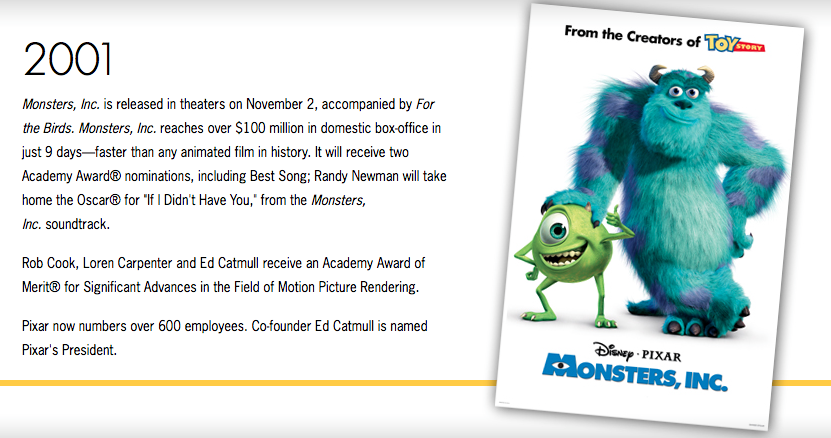 2001
Monsters, Inc. is released in theaters on November 2, accompanied by For
the Birds. Monsters, Inc. reaches over $100 million in domestic box-office in
just 9 days—faster than any animated film in history. It will receive two
Academy Award® nominations, including Best Song; Randy Newman will take
home the Oscar® for "If I Didn't Have You," from the Monsters,
Inc. soundtrack.
Rob Cook, Loren Carpenter and Ed Catmull receive an Academy Award of
Merit® for Significant Advances in the Field of Motion Picture Rendering.
Pixar now numbers over 600 employees. Co-founder Ed Catmull is named
Pixar's President.
From the Creators of TOY STORY
DISNEY · PIXAR
MONSTERS, INC.